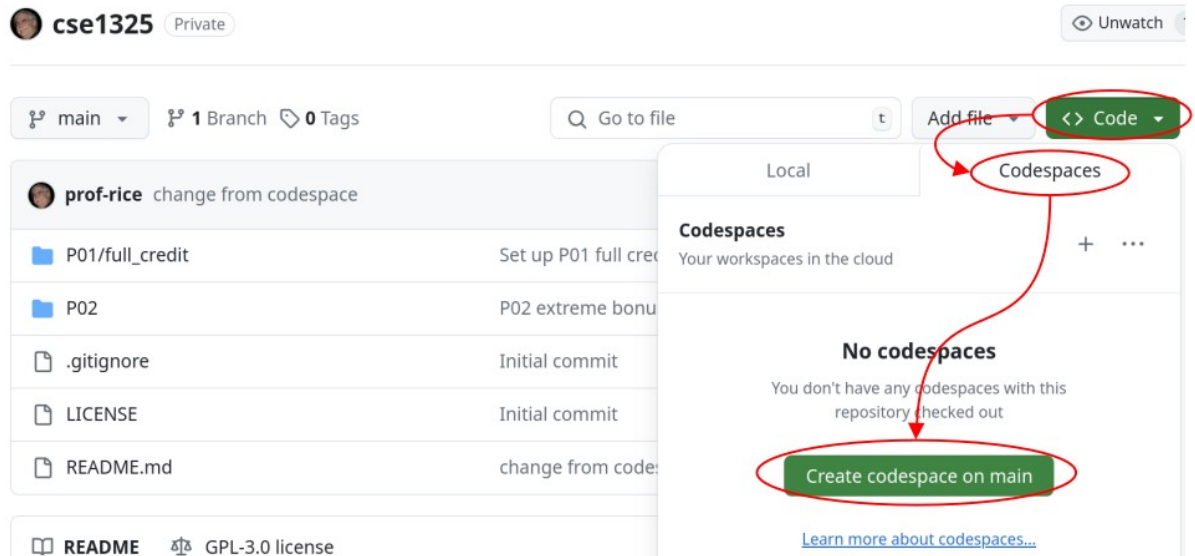 cse1325 Private
Unwatch
main 1 Branch 0 Tags
Go to file t
Add file
<> Code
prof-rice change from codespace
P01/full_credit Set up P01 full cre
P02 P02 extreme bonu
.gitignore Initial commit
LICENSE Initial commit
README.md change from code
README GPL-3.0 license
Local Codespaces
Codespaces
Your workspaces in the cloud
No codespaces
You don't have any codespaces with this
repository checked out
Create codespace on main
Learn more about codespaces...